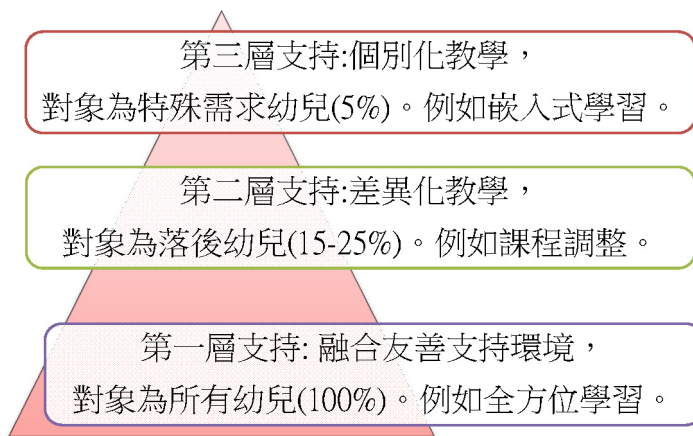 第三層支持:個別化教學，
對象為特殊需求幼兒(5%)。例如嵌入式學習。
第二層支持:差異化教學，
對象為落後幼兒(15-25%)。例如課程調整。
第一層支持: 融合友善支持環境，
對象為所有幼兒(100%)。例如全方位學習。